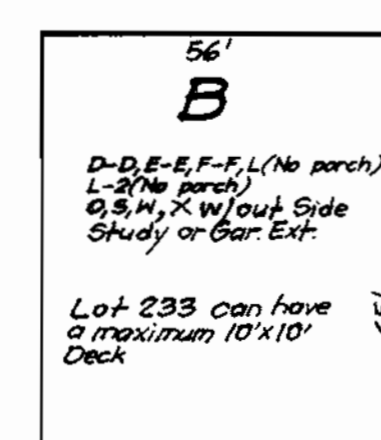 56'
B
D-D, E-E, F-F, L(No porch)
L-2(No porch)
O, S, W, X w/out Side
Study or Gar. Ext.
Lot 233 can have
a maximum 10'x10'
Deck